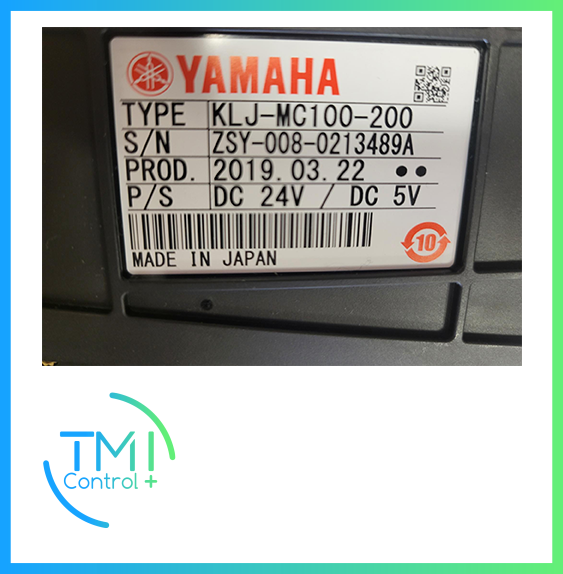 YAMAHA
TYPE KLJ-MC100-200
S/N ZSY-008-0213489A
PROD. 2019.03.22
P/S DC 24V / DC 5V
10
MADE IN JAPAN
TMI
Control +